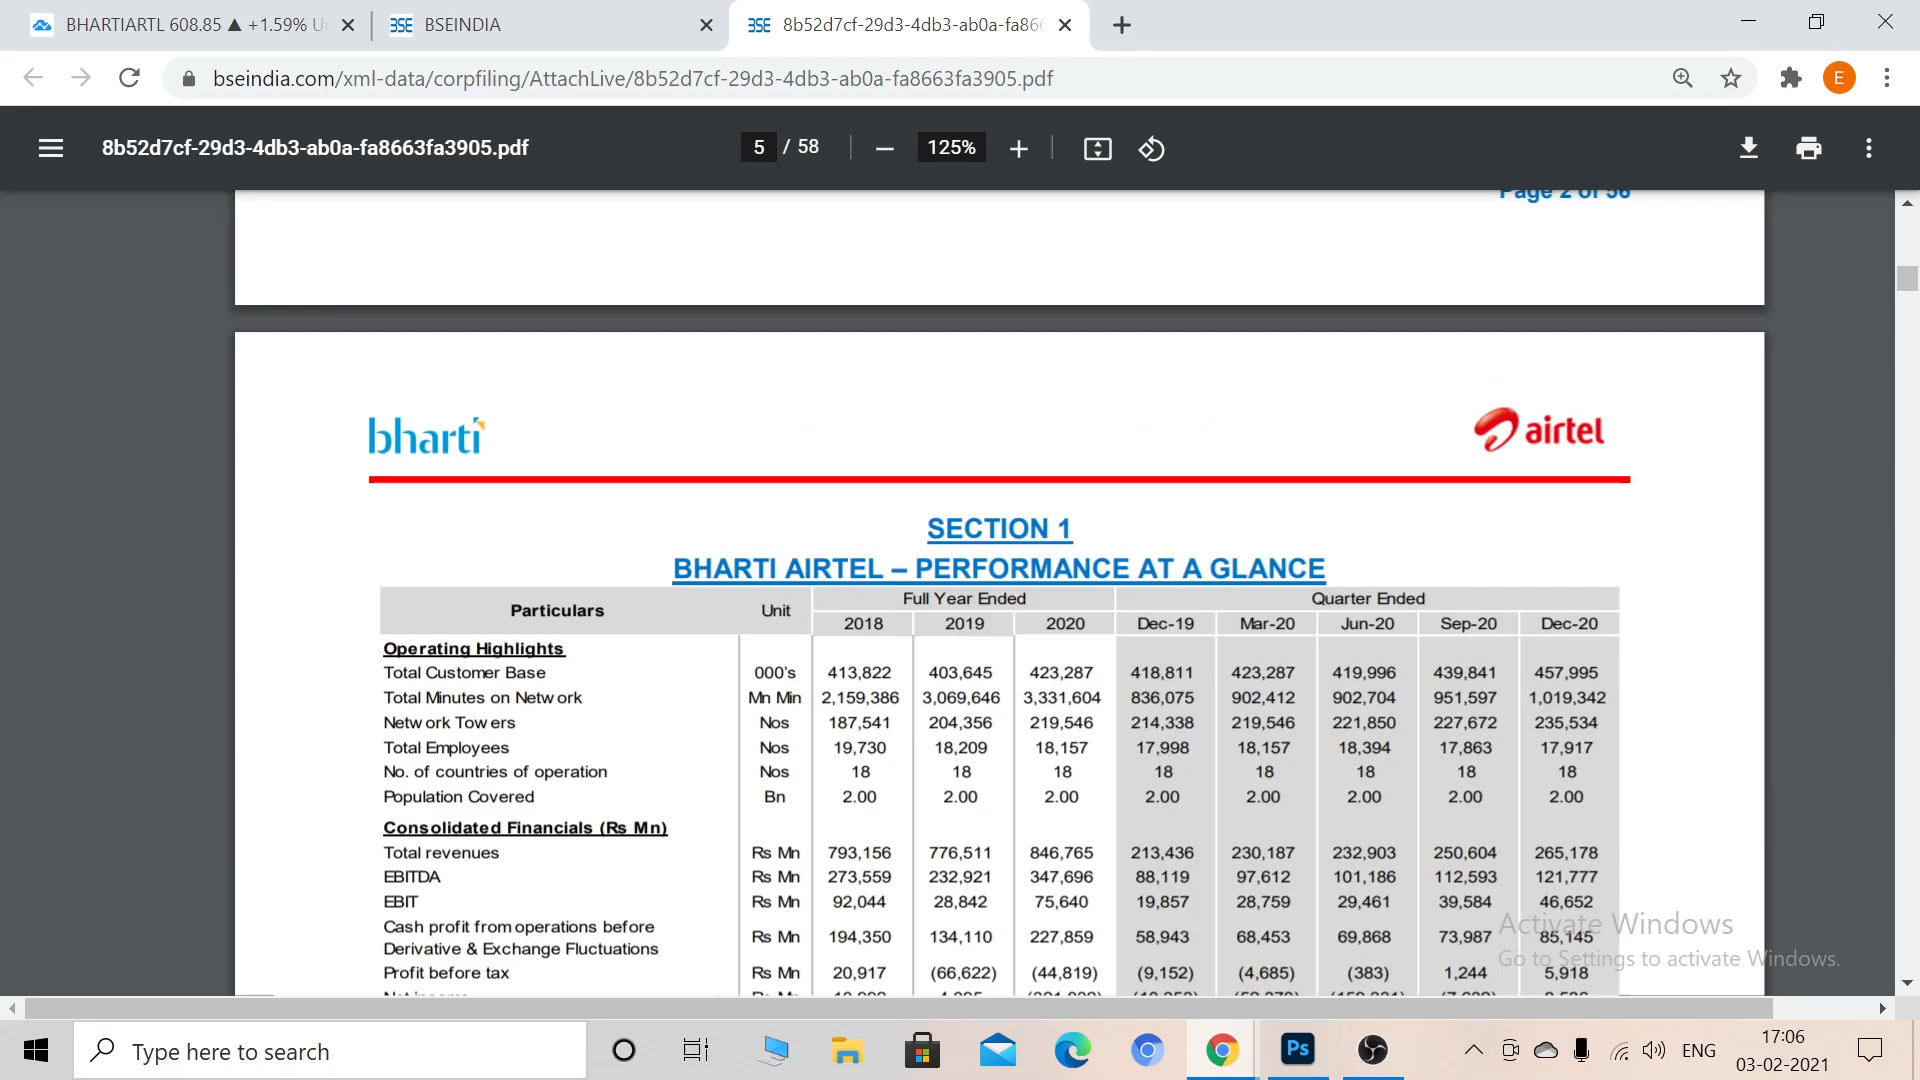 BHARTIARTL 608.85 ▲ +1.59%
BSEINDIA
8b52d7cf-29d3-4db3-ab0a-fa866
bseindia.com/xml-data/corpfiling/AttachLive/8b52d7cf-29d3-4db3-ab0a-fa8663fa3905.pdf
E
8b52d7cf-29d3-4db3-ab0a-fa8663fa3905.pdf
5 / 58
125%
Page 2 of 56
bharti
airtel
SECTION 1
BHARTI AIRTEL – PERFORMANCE AT A GLANCE
Particulars Unit Full Year Ended Quarter Ended
2018 2019 2020 Dec-19 Mar-20 Jun-20 Sep-20 Dec-20
Operating Highlights
Total Customer Base 000's 413,822 403,645 423,287 418,811 423,287 419,996 439,841 457,995
Total Minutes on Network Mn Min 2,159,386 3,069,646 3,331,604 836,075 902,412 902,704 951,597 1,019,342
Network Towers Nos 187,541 204,356 219,546 214,338 219,546 221,850 227,672 235,534
Total Employees Nos 19,730 18,209 18,157 17,998 18,157 18,394 17,863 17,917
No. of countries of operation Nos 18 18 18 18 18 18 18 18
Population Covered Bn 2.00 2.00 2.00 2.00 2.00 2.00 2.00 2.00
Consolidated Financials (Rs Mn)
Total revenues Rs Mn 793,156 776,511 846,765 213,436 230,187 232,903 250,604 265,178
EBITDA Rs Mn 273,559 232,921 347,696 88,119 97,612 101,186 112,593 121,777
EBIT Rs Mn 92,044 28,842 75,640 19,857 28,759 29,461 39,584 46,652
Cash profit from operations before
Derivative & Exchange Fluctuations Rs Mn 194,350 134,110 227,859 58,943 68,453 69,868 73,987 85,145
Profit before tax Rs Mn 20,917 (66,622) (44,819) (9,152) (4,685) (383) 1,244 5,918
Activate Windows
Go to Settings to activate Windows.
Type here to search
Ps
ENG
17:06
03-02-2021